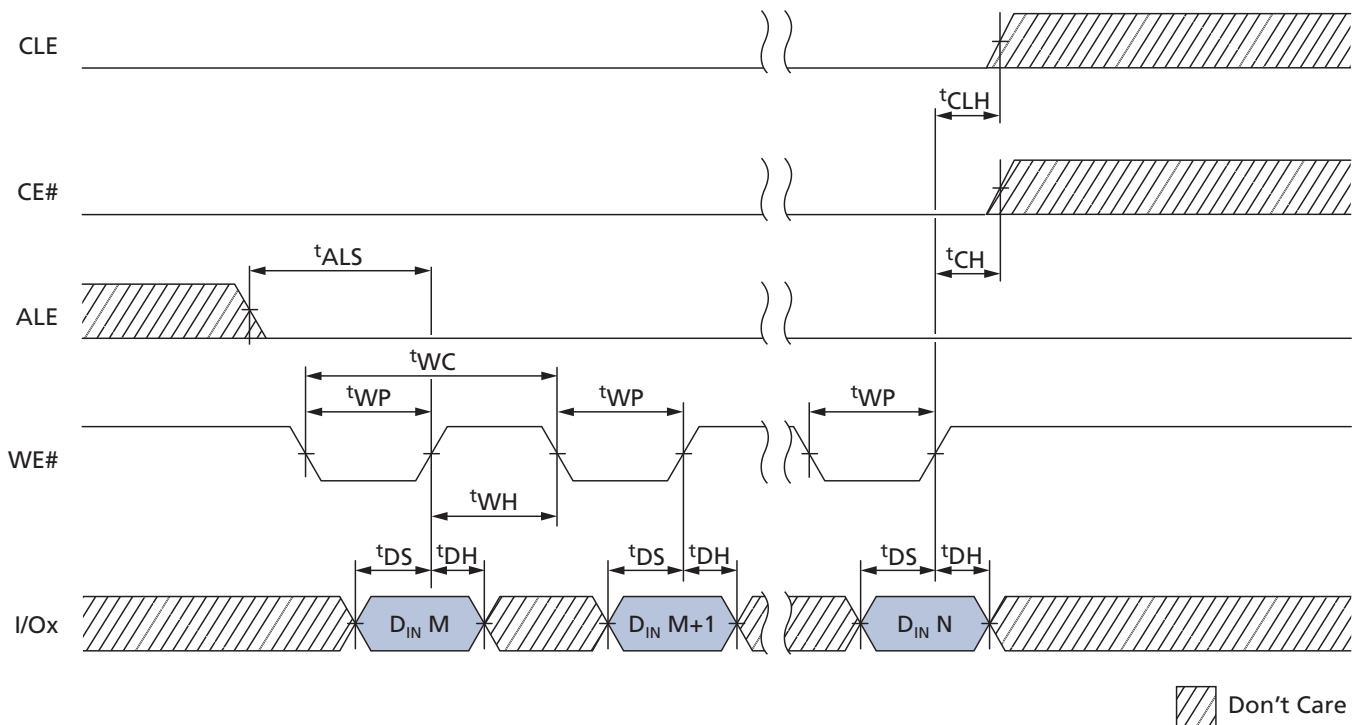 CLE
tCLH
CE#
tCH
tALS
ALE
tWC
tWP tWP tWP
WE#
tWH
tDS tDH tDS tDH tDS tDH
I/Ox DIN M DIN M+1 DIN N
Don't Care